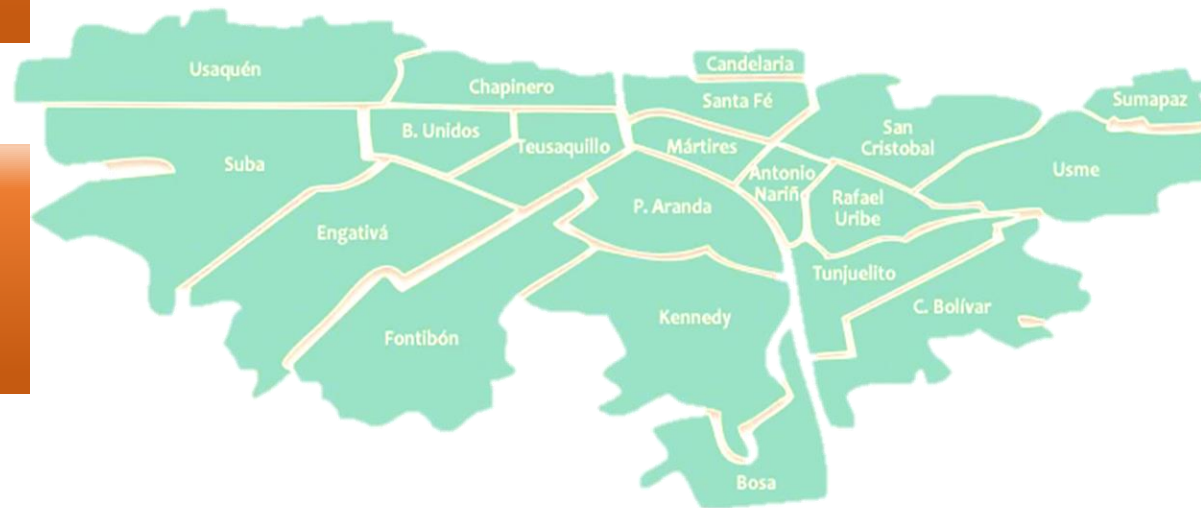 Usaquén
Chapinero
Candelaria
Santa Fé
Sumapaz
B. Unidos
Teusaquillo
Mártires
San
Cristobal
Suba
Antonio
Nariño
Usme
Engativá
P. Aranda
Rafael
Uribe
Tunjuelito
Fontibón
Kennedy
C. Bolívar
Bosa